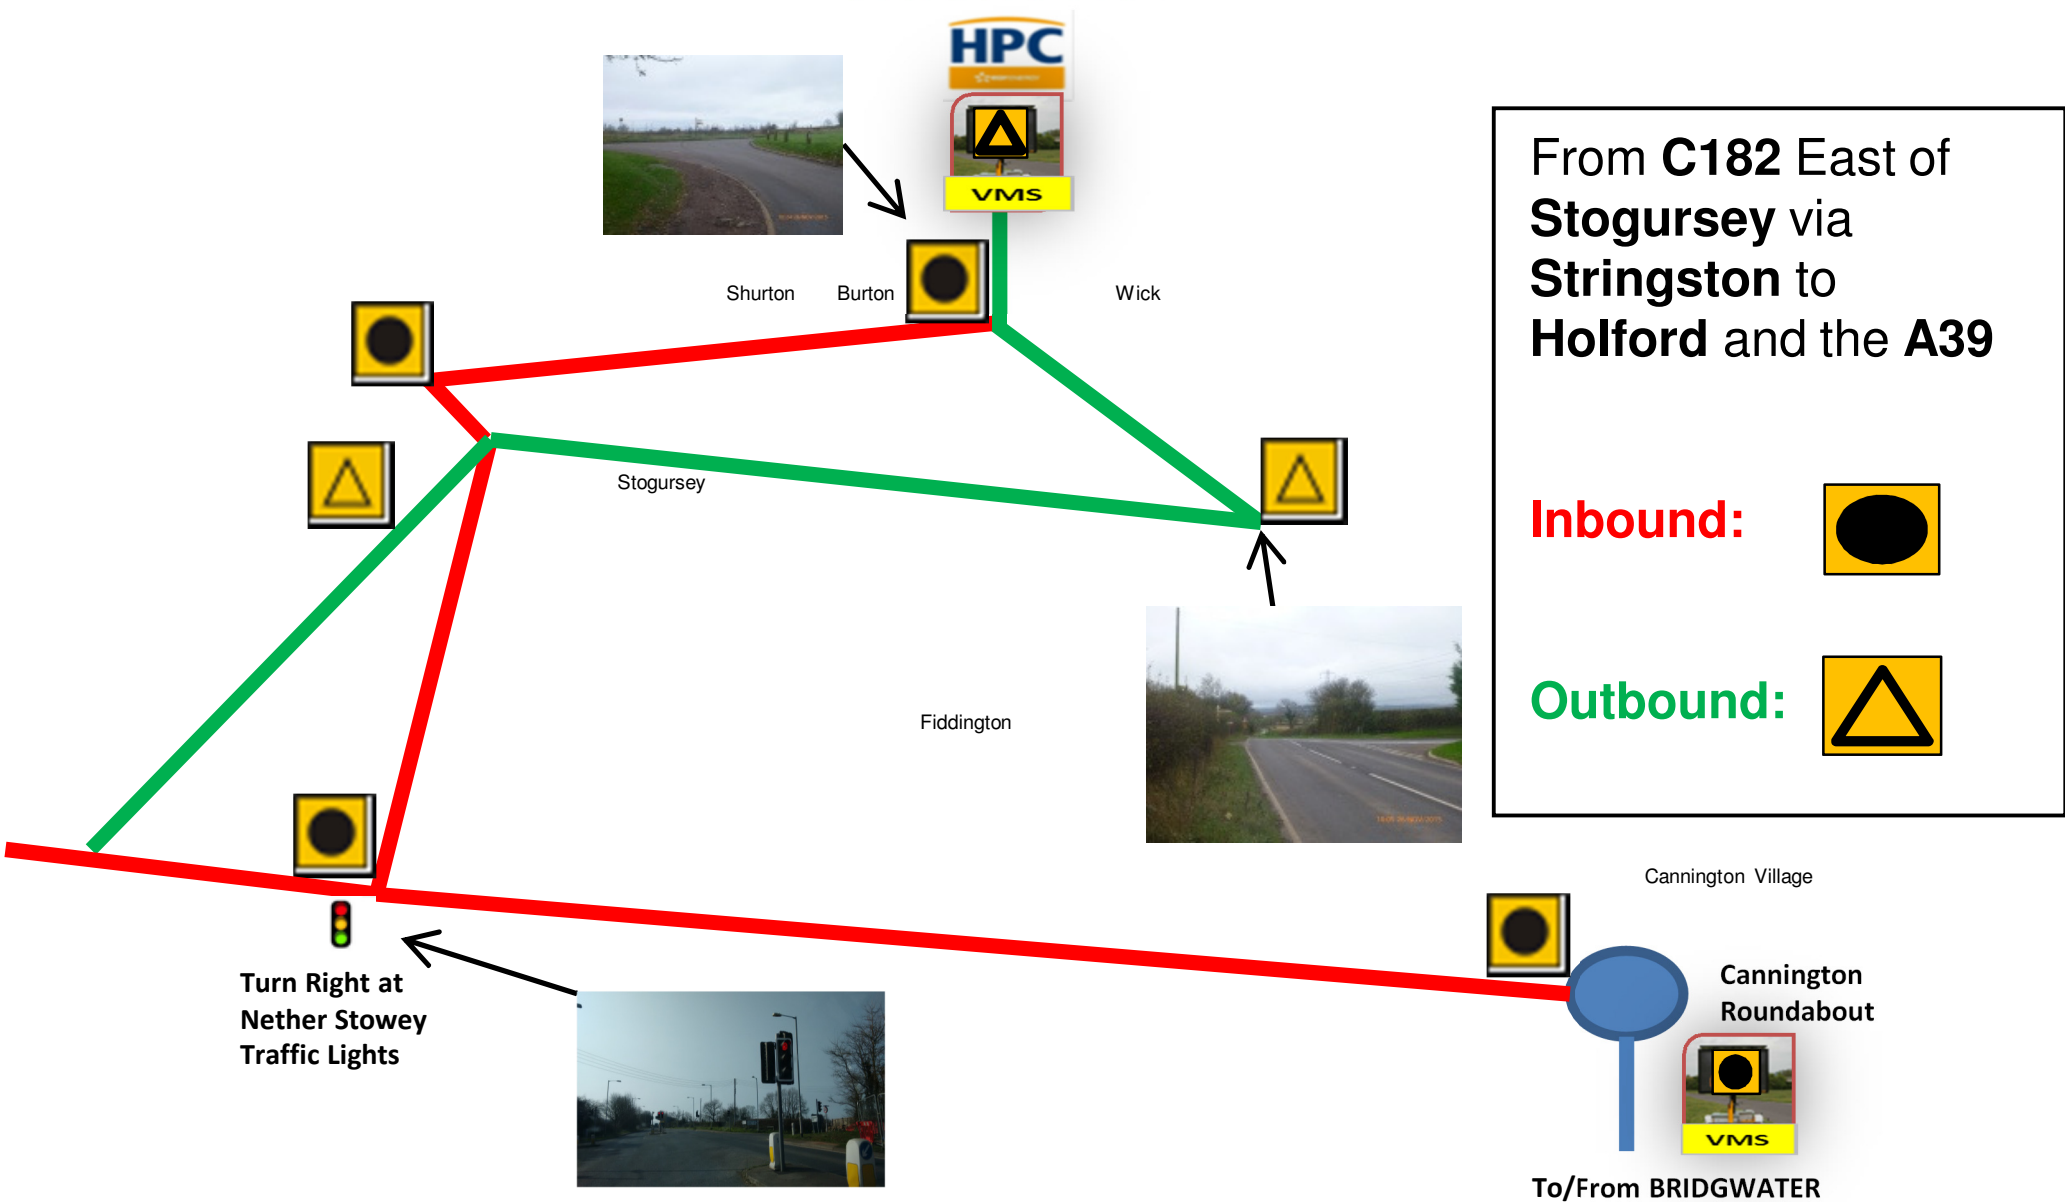 HPC
VMS
From C182 East of
Stogursey via
Stringston to
Holford and the A39
Inbound:
Outbound:
Shurton
Burton
Wick
Stogursey
Fiddington
Cannington Village
Turn Right at
Nether Stowey
Traffic Lights
Cannington
Roundabout
VMS
To/From BRIDGWATER